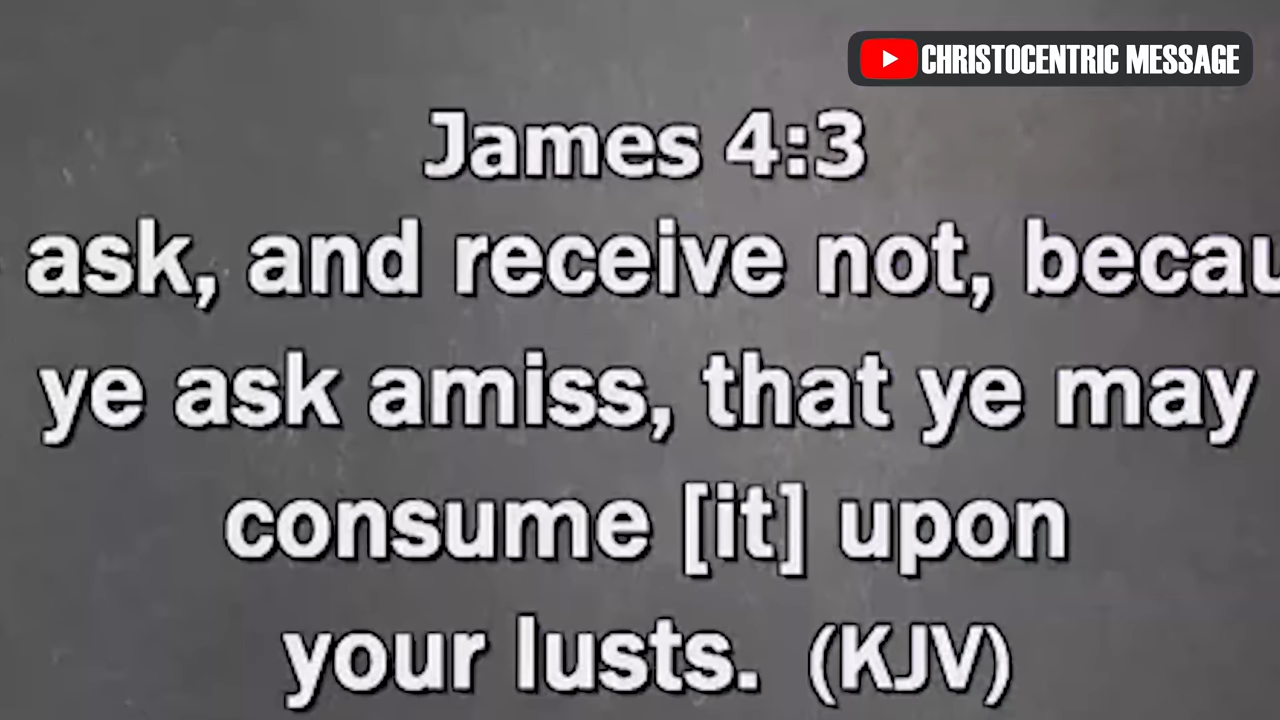 CHRISTOCENTRIC MESSAGE
James 4:3
ask, and receive not, becau
ye ask amiss, that ye may
consume [it] upon
your lusts. (KJV)